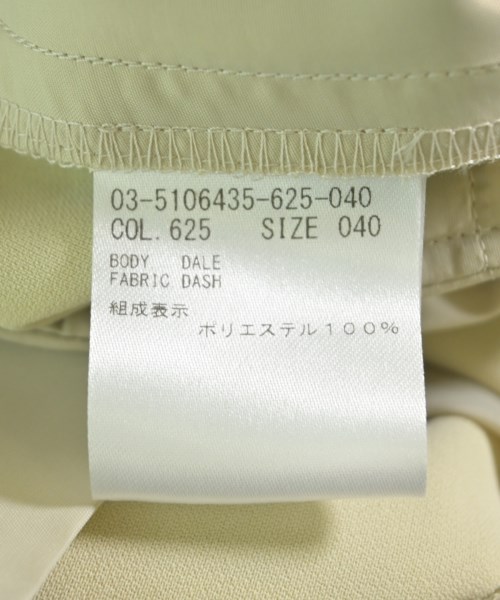 03-5106435-625-040
COL. 625 SIZE 040
BODY DALE
FABRIC DASH
組成表示
ポリエステル100%